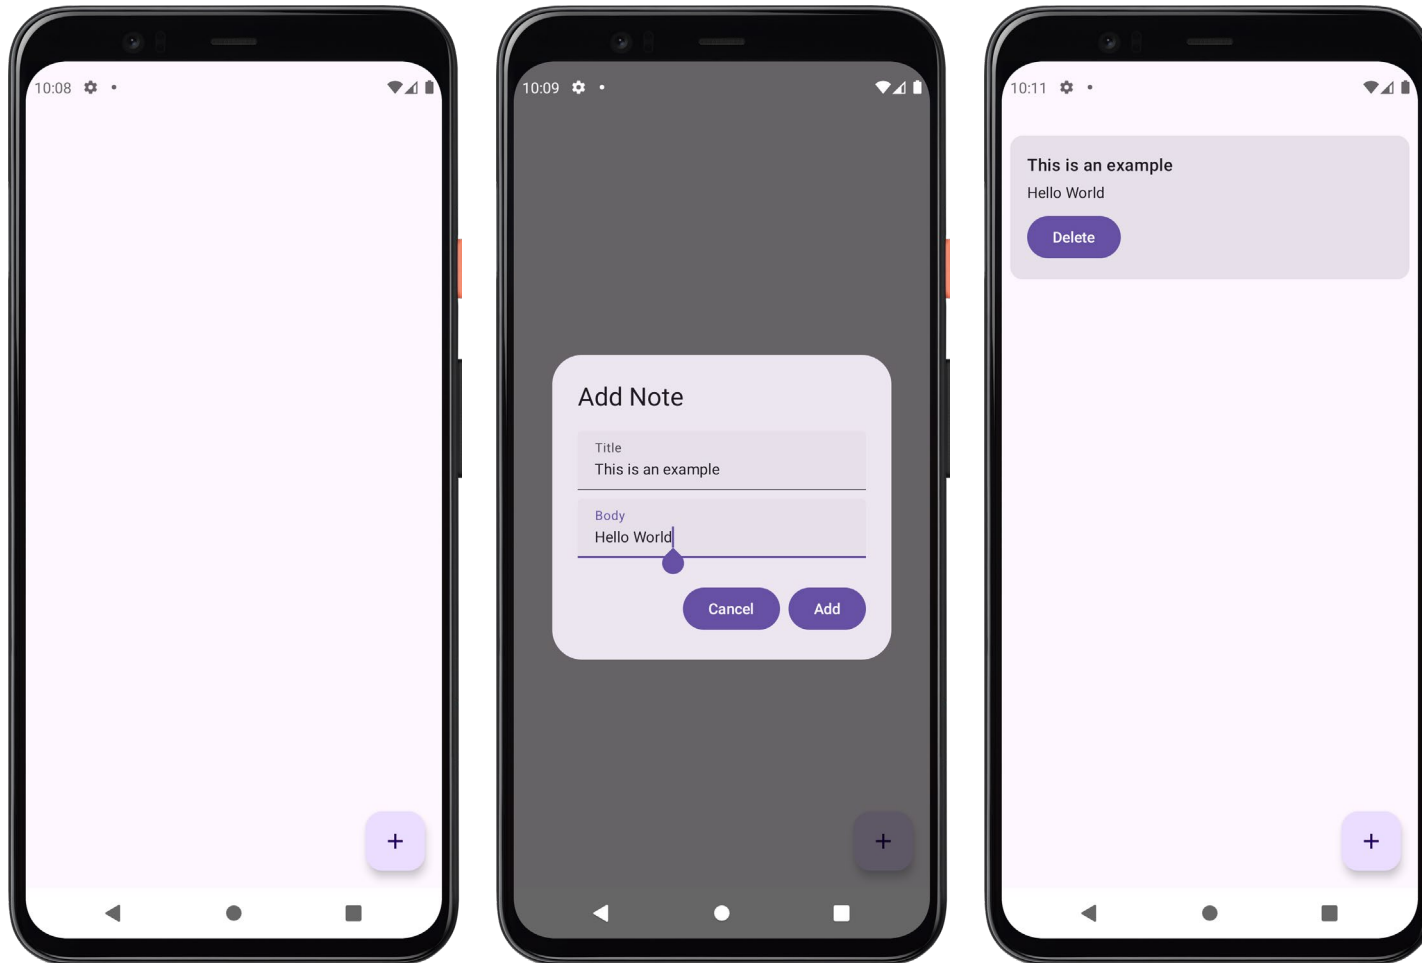 10:08
+
10:09
Add Note
Title
This is an example
Body
Hello World
Cancel Add
+
10:11
This is an example
Hello World
Delete
+